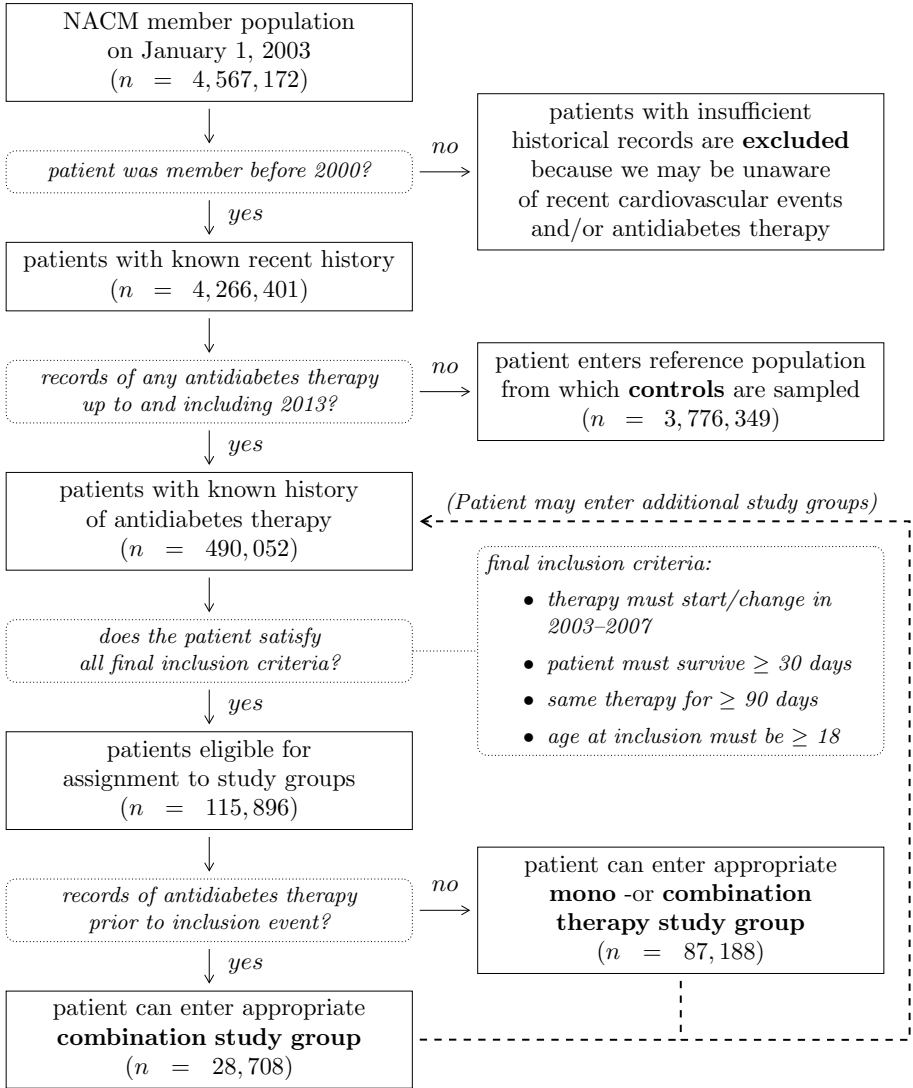 NACM member population
on January 1, 2003
(n = 4,567,172)
patient was member before 2000?
no
patients with insufficient
historical records are excluded
because we may be unaware
of recent cardiovascular events
and/or antidiabetes therapy
yes
patients with known recent history
(n = 4,266,401)
records of any antidiabetes therapy
up to and including 2013?
no
patient enters reference population
from which controls are sampled
(n = 3,776,349)
yes
patients with known history
of antidiabetes therapy
(n = 490,052)
(Patient may enter additional study groups)
does the patient satisfy
all final inclusion criteria?
final inclusion criteria:
• therapy must start/change in
2003–2007
• patient must survive ≥ 30 days
• same therapy for ≥ 90 days
• age at inclusion must be ≥ 18
yes
patients eligible for
assignment to study groups
(n = 115,896)
records of antidiabetes therapy
prior to inclusion event?
no
patient can enter appropriate
mono -or combination
therapy study group
(n = 87,188)
yes
patient can enter appropriate
combination study group
(n = 28,708)